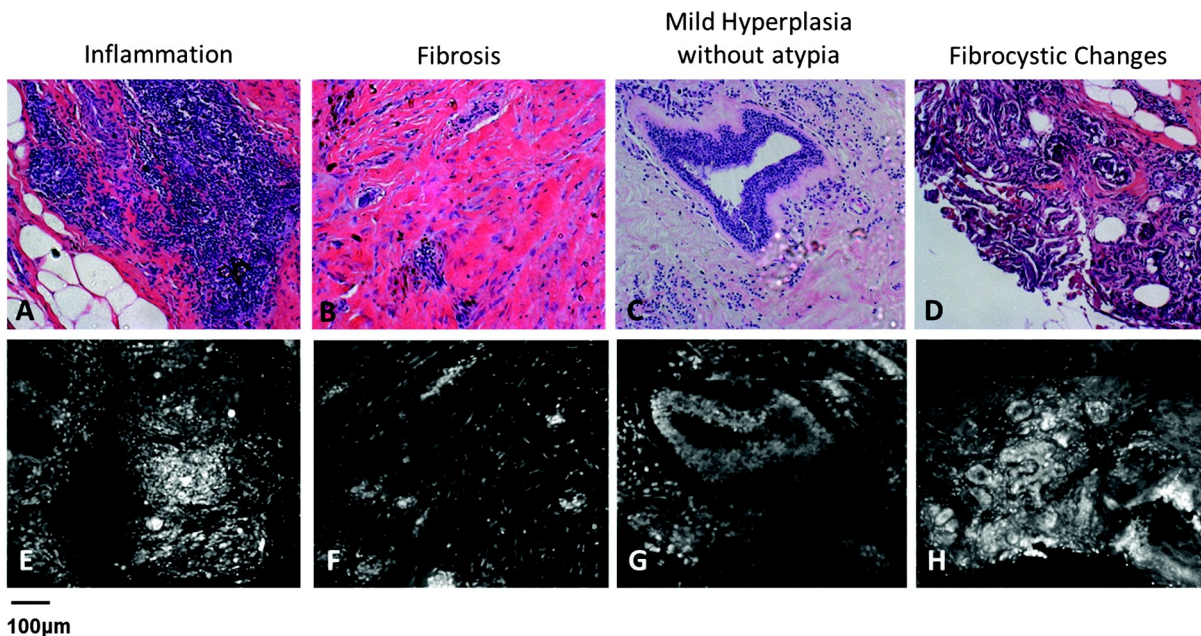 Inflammation
Fibrosis
Mild Hyperplasia
without atypia
Fibrocystic Changes
A
B
C
D
E
F
G
H
100μm